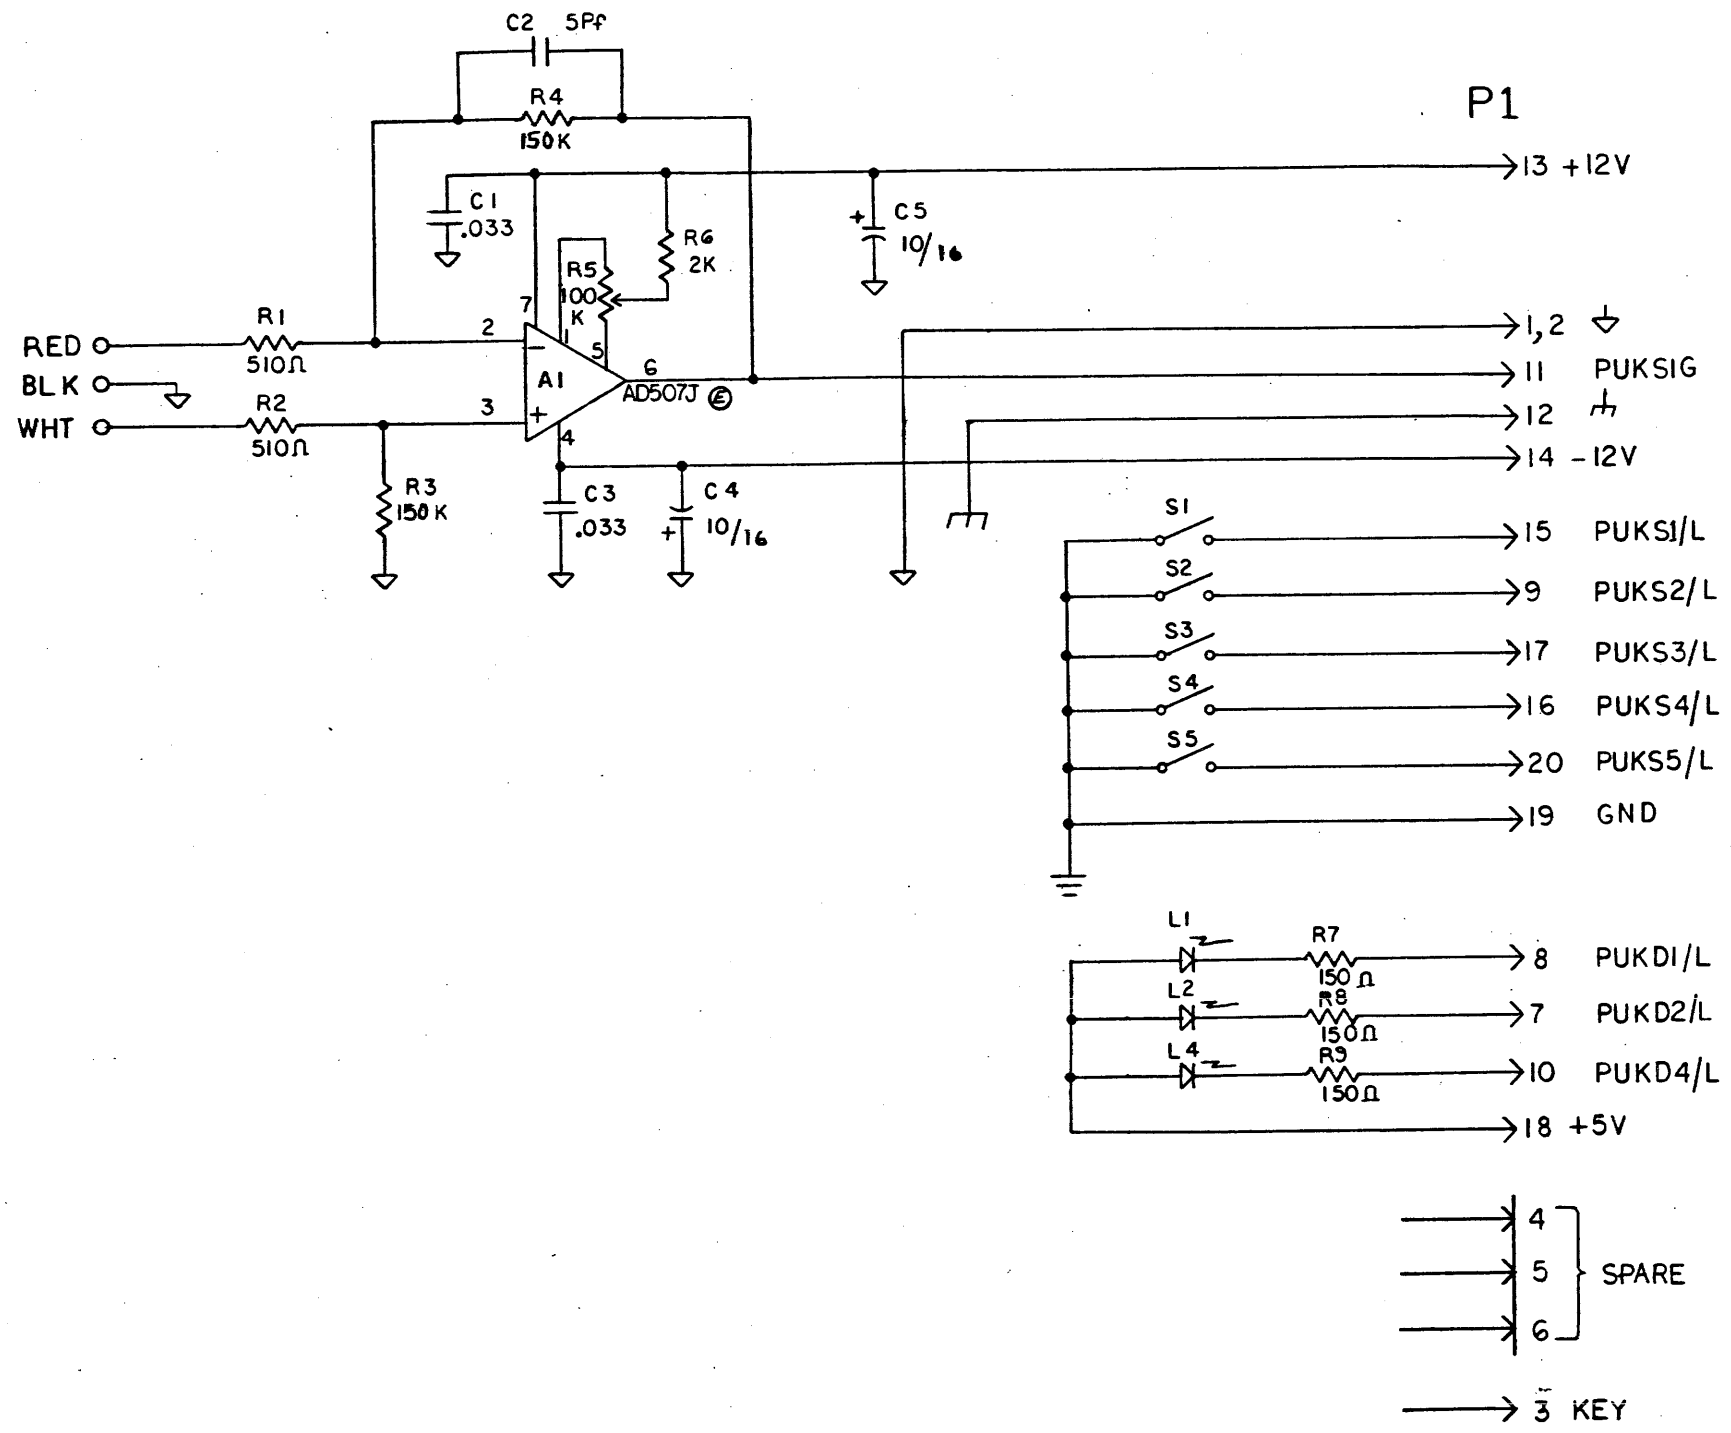 C2 5Pf
R4
150K
P1
13 +12V
C1
.033
C5
10/16
R6
2K
R5
100
K
7
1
5
RED
R1
510Ω
2
−
1,2
BLK
A1
6
AD507J Ⓔ
11 PUKSIG
WHT
R2
510Ω
3
+
4
12
14 -12V
R3
150K
C3
.033
C4
10/16
+
+
S1
15 PUKS1/L
S2
9 PUKS2/L
S3
17 PUKS3/L
S4
16 PUKS4/L
S5
20 PUKS5/L
19 GND
L1
R7
150Ω
8 PUKD1/L
L2
R8
150Ω
7 PUKD2/L
L4
R9
150Ω
10 PUKD4/L
18 +5V
4
5
6
SPARE
3 KEY